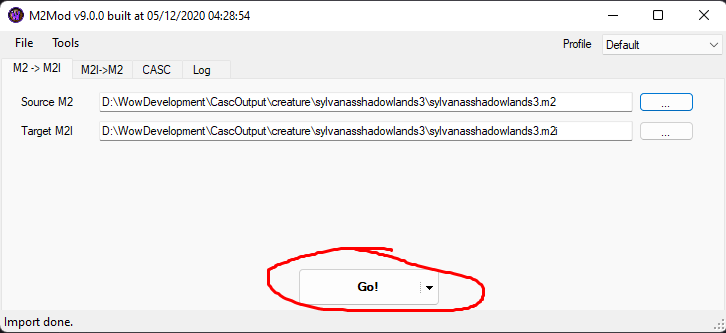 M2Mod v9.0.0 built at 05/12/2020 04:28:54
File Tools Profile Default
M2 -> M2I M2I->M2 CASC Log
Source M2 D:\WowDevelopment\CascOutput\creature\sylvanasshadowlands3\sylvanasshadowlands3.m2 ...
Target M2I D:\WowDevelopment\CascOutput\creature\sylvanasshadowlands3\sylvanasshadowlands3.m2i ...
Go!
Import done.